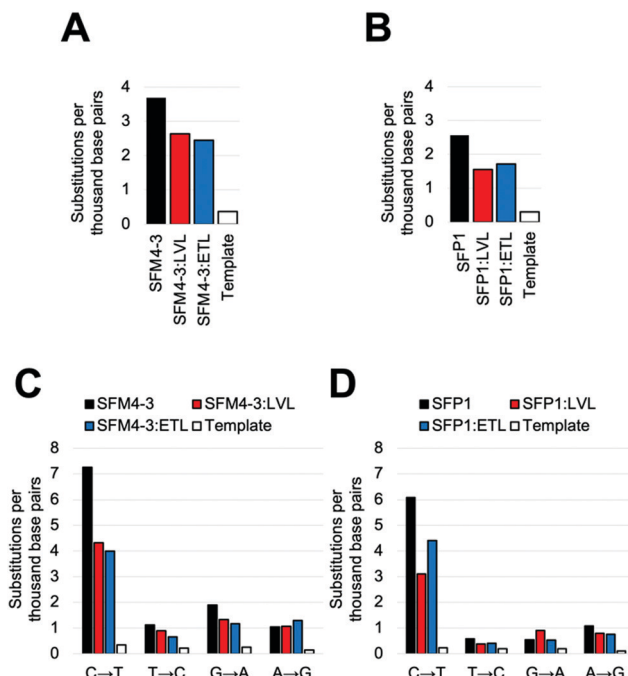 A
Substitutions per
thousand base pairs
4
3
2
1
0
SFM4-3
SFM4-3:LVL
SFM4-3:ETL
Template
B
Substitutions per
thousand base pairs
4
3
2
1
0
SFP1
SFP1:LVL
SFP1:ETL
Template
C
SFM4-3 SFM4-3:LVL
SFM4-3:ETL Template
Substitutions per
thousand base pairs
8
7
6
5
4
3
2
1
0
C→T T→C G→A A→G
D
SFP1 SFP1:LVL
SFP1:ETL Template
Substitutions per
thousand base pairs
8
7
6
5
4
3
2
1
0
C→T T→C G→A A→G